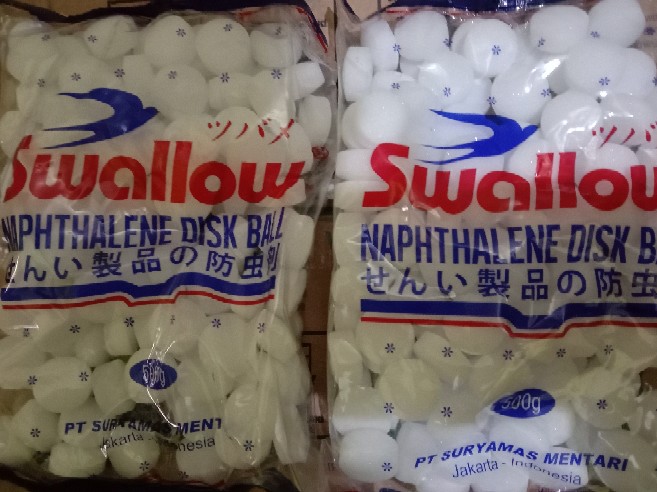 ツバメ
Swallow
NAPHTHALENE DISK BALL
せんい製品の防虫剤
500g
PT SURYAMAS MENTARI
Jakarta - Indonesia
ツバメ
Swallow
NAPHTHALENE DISK B
せんい製品の防虫
500g
PT SURYAMAS MENTARI
Jakarta - Indonesia